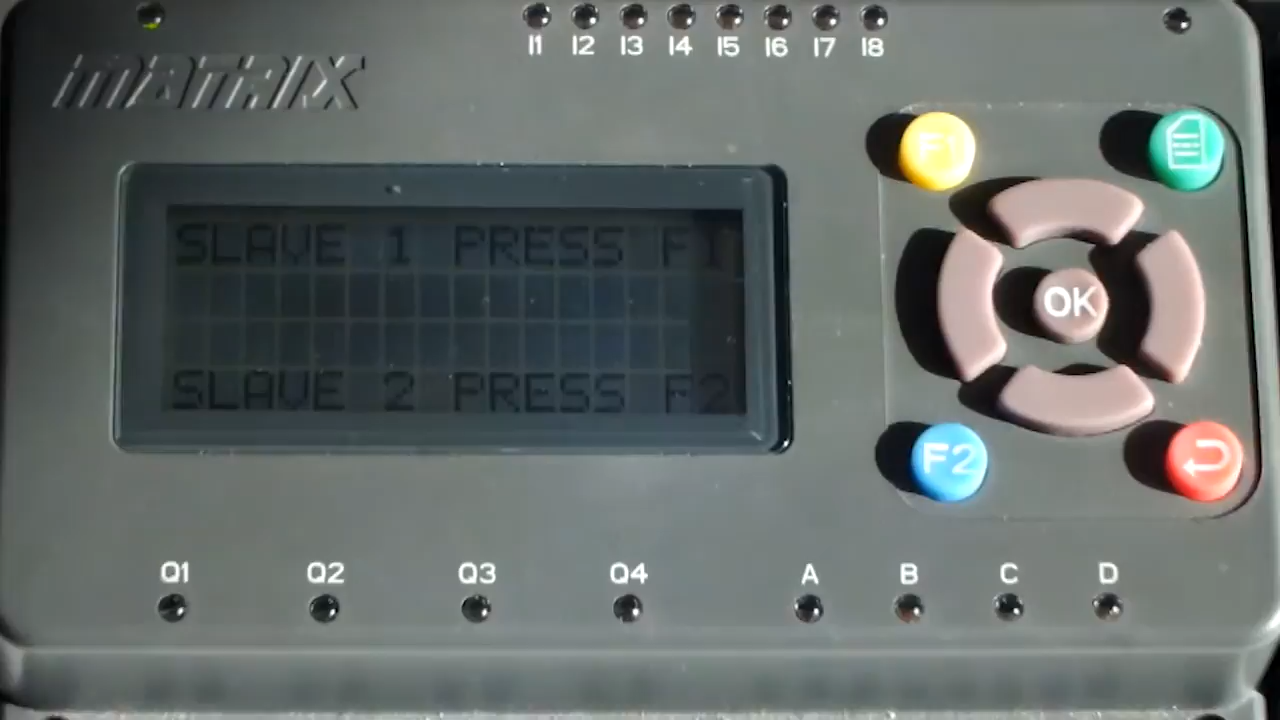 I1 I2 I3 I4 I5 I6 I7 I8
MATRIX
F1
SLAVE 1 PRESS F1
OK
SLAVE 2 PRESS F2
F2
Q1 Q2 Q3 Q4 A B C D